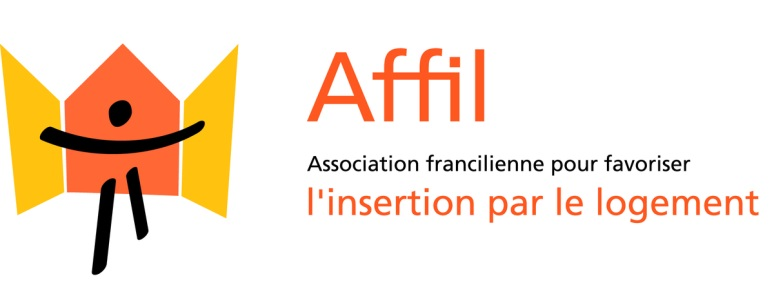 Affil
Association francilienne pour favoriser
l'insertion par le logement